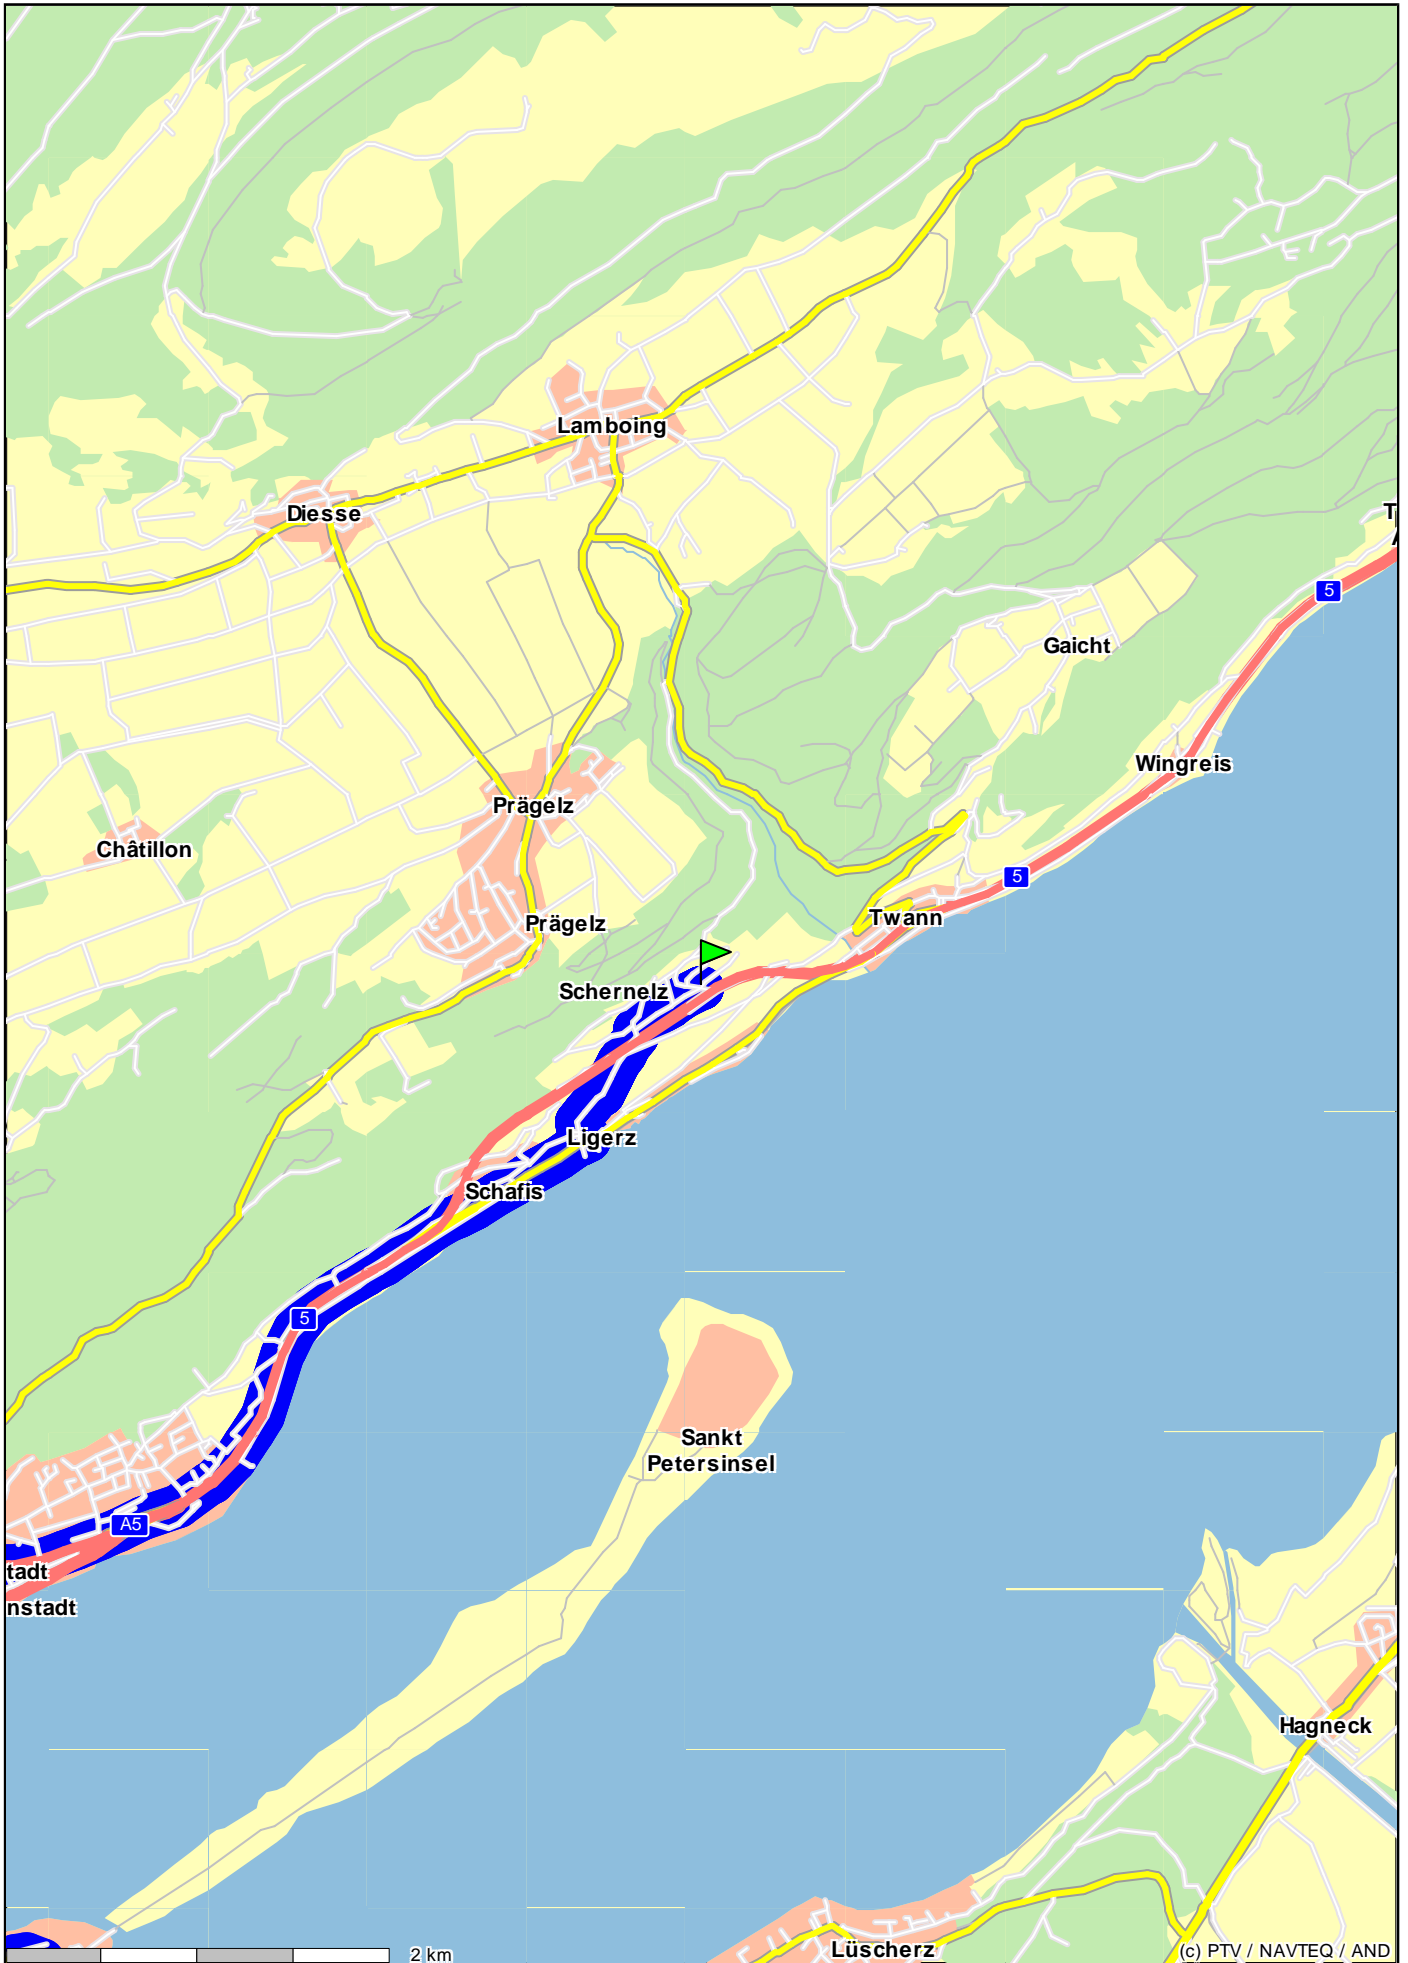 Lamboing
Diesse
T
5
Gaicht
Wingreis
Prägelz
Châtillon
5
Twann
Prägelz
Schernelz
Ligerz
Schafis
5
Sankt
Petersinsel
A5
tadt
nstadt
Hagneck
Lüscherz
2 km
(c) PTV / NAVTEQ / AND